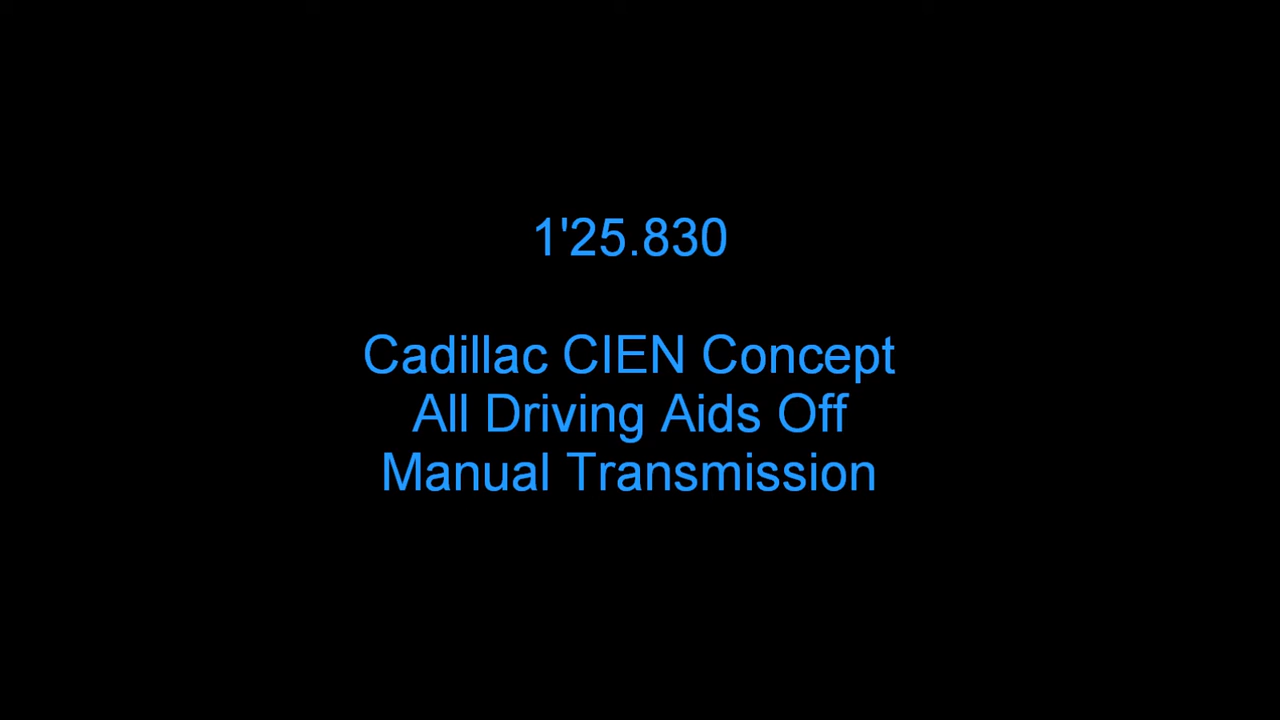 1'25.830
Cadillac CIEN Concept
All Driving Aids Off
Manual Transmission